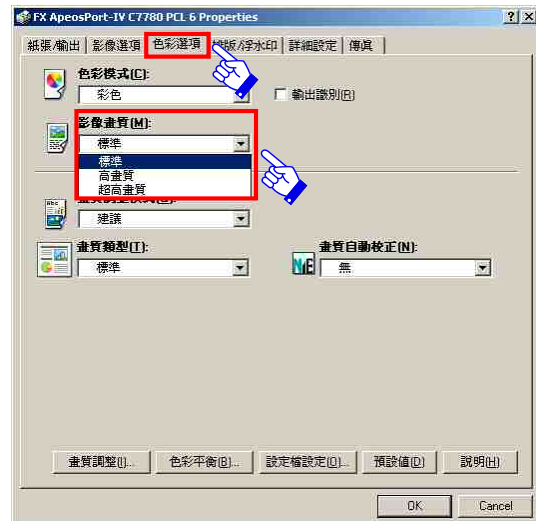 FX ApeosPort-IV C7780 PCL 6 Properties
紙張/輸出 影像選項 色彩選項 版/浮水印 詳細設定 傳真
色彩模式(C):
彩色
輸出識別(R)
影像畫質(M):
標準
標準
高畫質
超高畫質
建議
畫質類型(T):
標準
畫質自動校正(N):
無
畫質調整(J)... 色彩平衡(B)... 設定檔設定(O)... 預設值(D) 說明(H)
OK Cancel